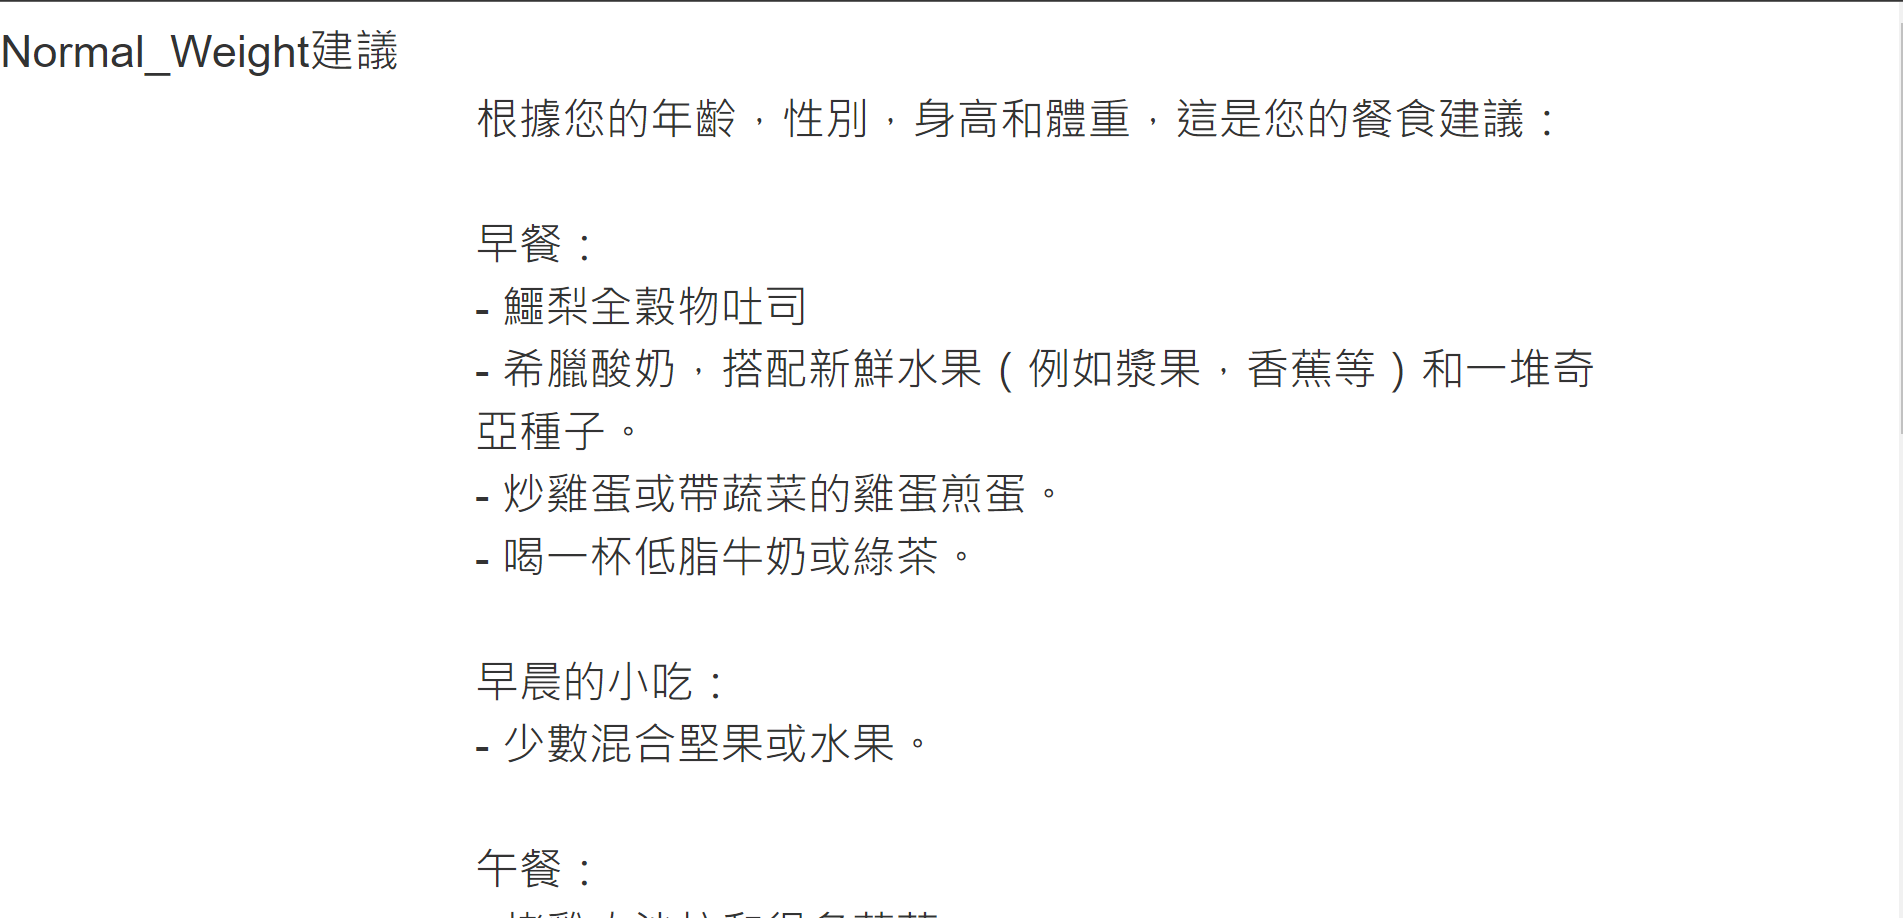 Normal_Weight建議
根據您的年齡，性別，身高和體重，這是您的餐食建議：
早餐：
- 鱷梨全穀物吐司
- 希臘酸奶，搭配新鮮水果（例如漿果，香蕉等）和一堆奇
亞種子。
- 炒雞蛋或帶蔬菜的雞蛋煎蛋。
- 喝一杯低脂牛奶或綠茶。
早晨的小吃：
- 少數混合堅果或水果。
午餐：